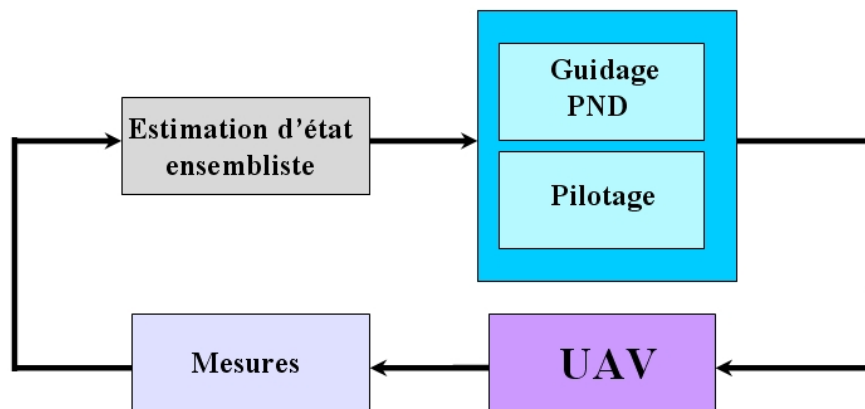 Guidage
PND
Estimation d’état
ensembliste
Pilotage
Mesures
UAV